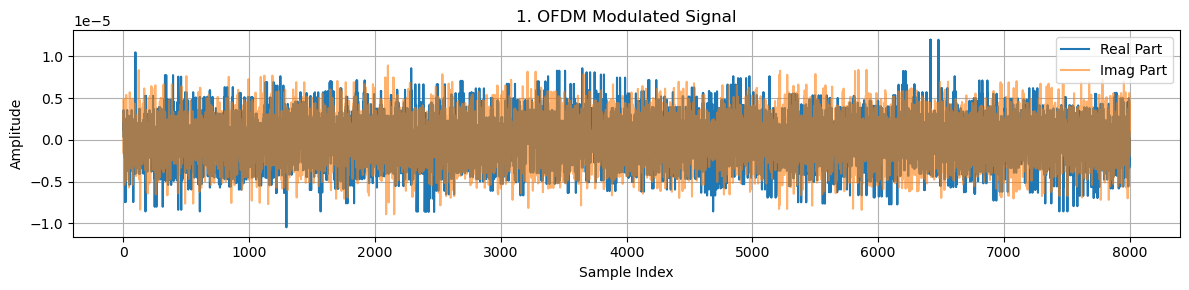 1. OFDM Modulated Signal
1e−5
Real Part
Imag Part
Amplitude
1.0
0.5
0.0
−0.5
−1.0
0 1000 2000 3000 4000 5000 6000 7000 8000
Sample Index